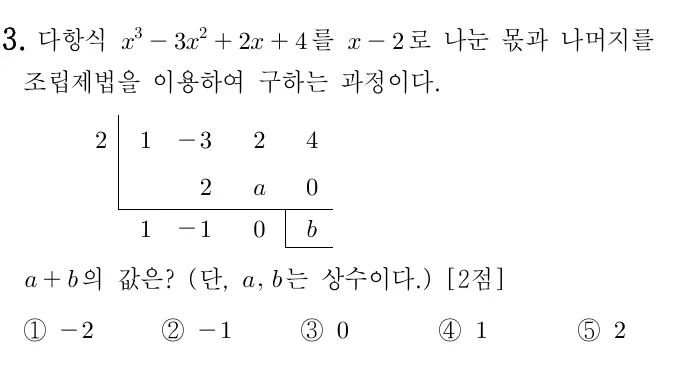 3. 다항식 x³ − 3x² + 2x + 4를 x − 2로 나눈 몫과 나머지를
조립제법을 이용하여 구하는 과정이다.
2 1 −3 2 4
2 a 0
1 −1 0 b
a + b의 값은? (단, a, b는 상수이다.) [2점]
① −2 ② −1 ③ 0 ④ 1 ⑤ 2